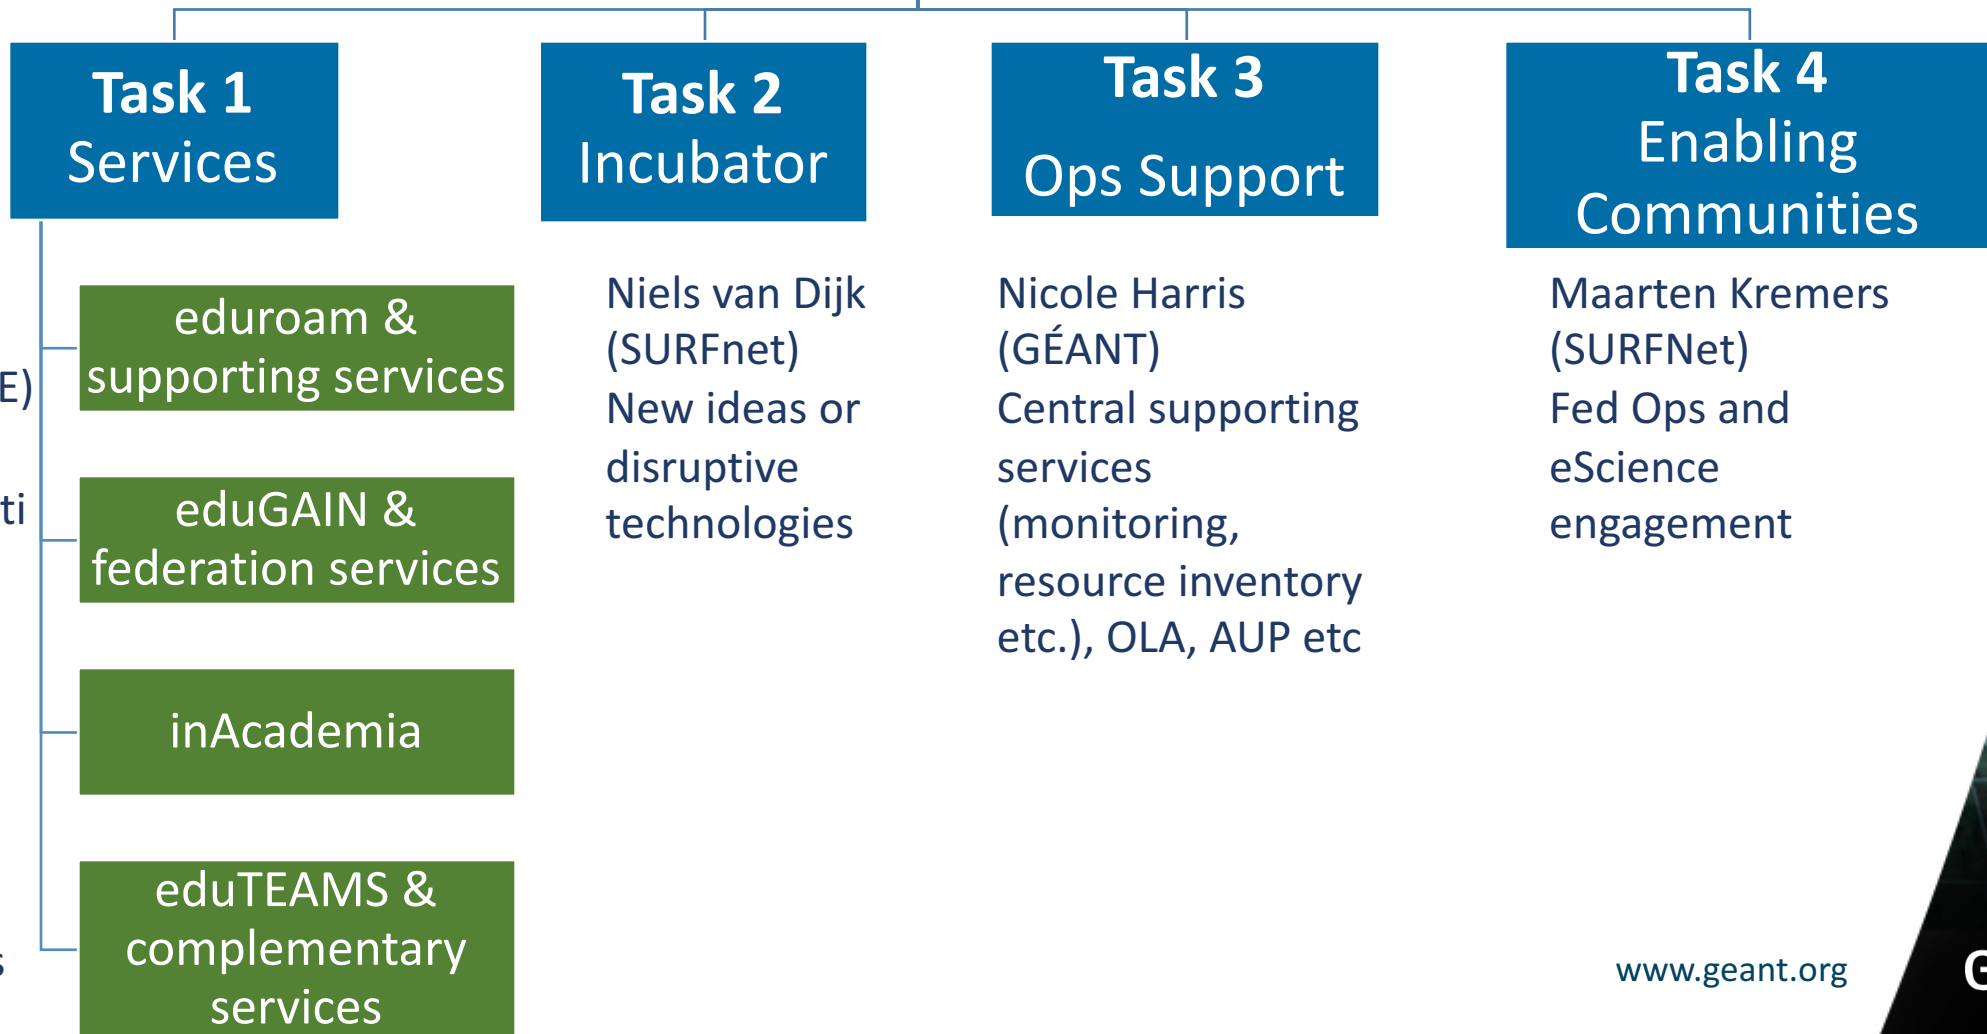 Task 1
Services
Task 2
Incubator
Task 3
Ops Support
Task 4
Enabling
Communities
E)
ti
s
eduroam &
supporting services
eduGAIN &
federation services
inAcademia
eduTEAMS &
complementary
services
Niels van Dijk
(SURFnet)
New ideas or
disruptive
technologies
Nicole Harris
(GÉANT)
Central supporting
services
(monitoring,
resource inventory
etc.), OLA, AUP etc
Maarten Kremers
(SURFNet)
Fed Ops and
eScience
engagement
www.geant.org
G